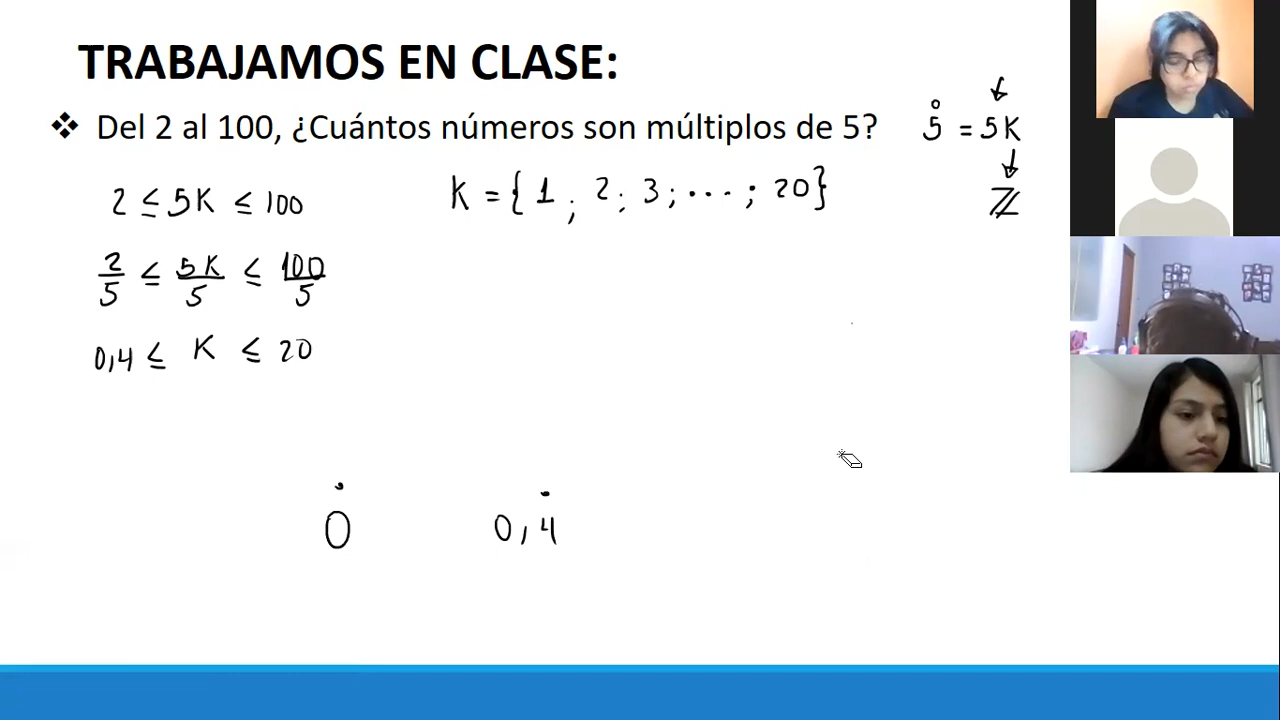 TRABAJAMOS EN CLASE:
❖ Del 2 al 100, ¿Cuántos números son múltiplos de 5?
5̊ = 5K
ℤ
2 ≤ 5K ≤ 100
K = {1 ; 2 ; 3 ; ... ; 20}
2/5 ≤ 5K/5 ≤ 100/5
0,4 ≤ K ≤ 20
0 0,4